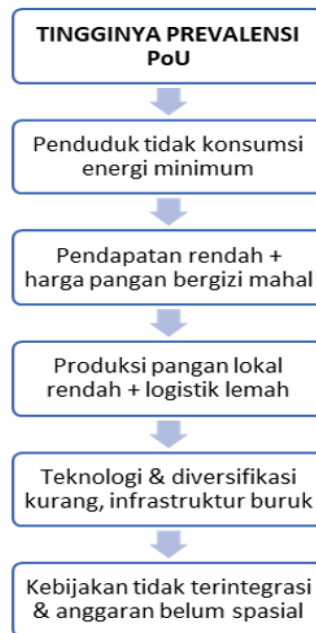 TINGGINYA PREVALENSI
PoU
Penduduk tidak konsumsi
energi minimum
Pendapatan rendah +
harga pangan bergizi mahal
Produksi pangan lokal
rendah + logistik lemah
Teknologi & diversifikasi
kurang, infrastruktur buruk
Kebijakan tidak terintegrasi
& anggaran belum spasial